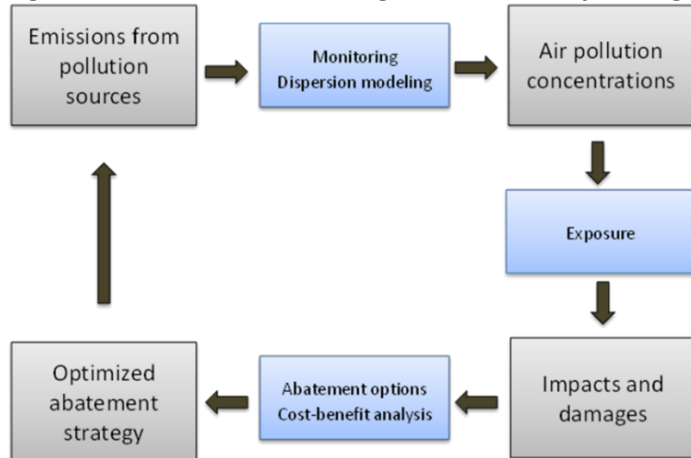 Emissions from
pollution
sources
Monitoring
Dispersion modeling
Air pollution
concentrations
Exposure
Impacts and
damages
Abatement options
Cost-benefit analysis
Optimized
abatement
strategy